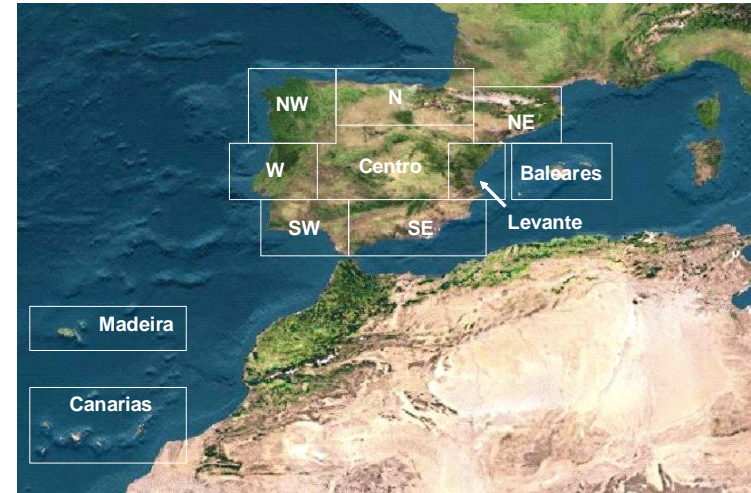 N
NW
NE
W
Centro
Baleares
Levante
SW
SE
Madeira
Canarias